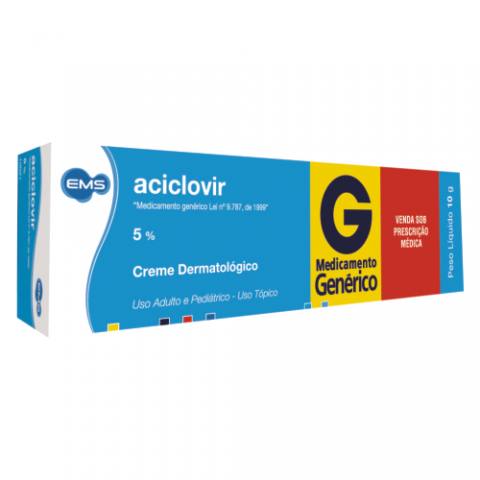 aciclovir
5 %
EMS
EMS
aciclovir
"Medicamento genérico Lei nº 9.787, de 1999"
5 %
Creme Dermatológico
Uso Adulto e Pediátrico - Uso Tópico
G
Medicamento
Genérico
VENDA SOB
PRESCRIÇÃO
MÉDICA
Peso Líquido 10 g